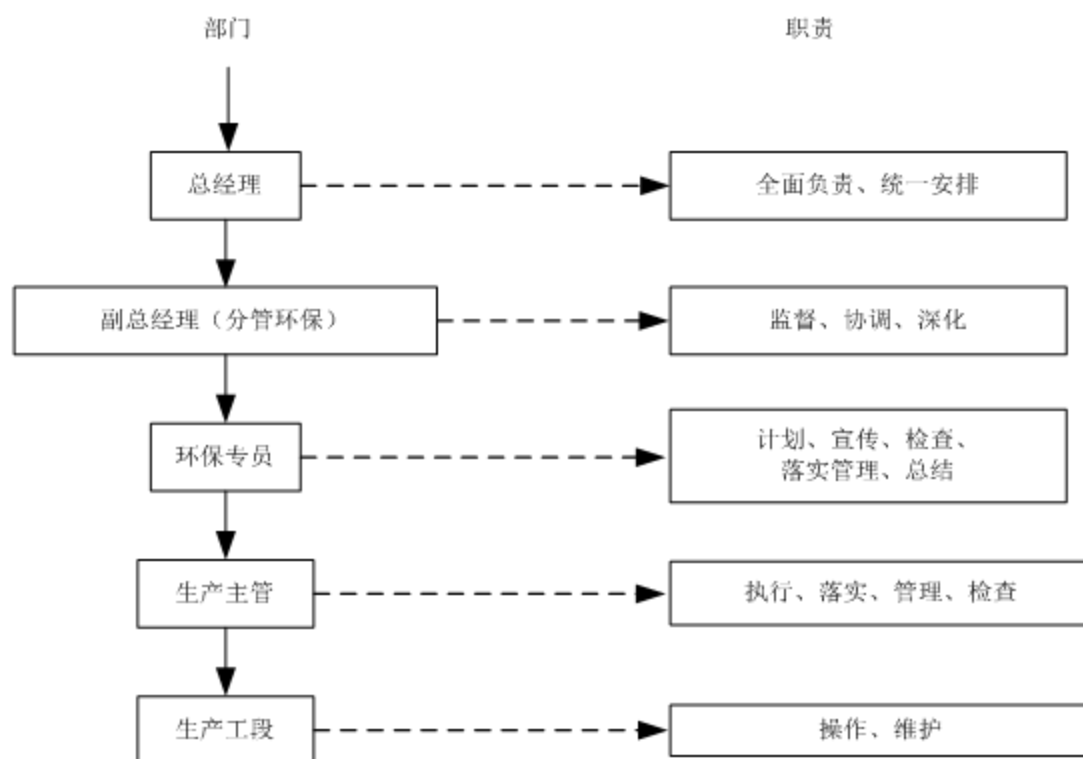 部门
职责
总经理
全面负责、统一安排
副总经理（分管环保）
监督、协调、深化
环保专员
计划、宣传、检查、
落实管理、总结
生产主管
执行、落实、管理、检查
生产工段
操作、维护